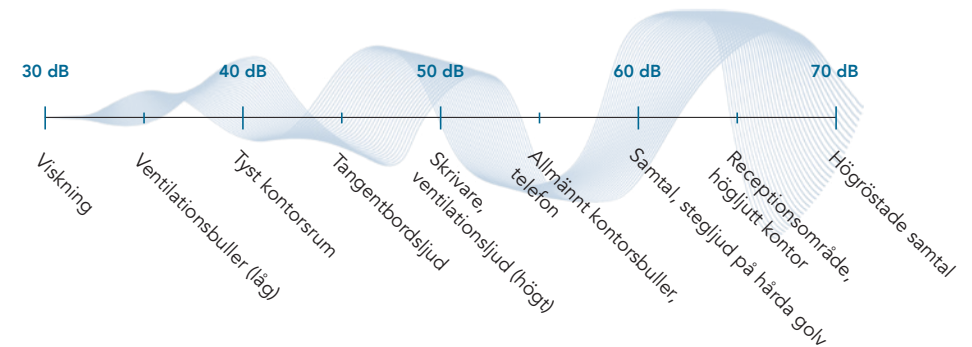 30 dB
40 dB
50 dB
60 dB
70 dB
Viskning
Ventilationsbuller (låg)
Tyst kontorsrum
Tangentbordsljud
Skrivare,
ventilationsljud (högt)
Allmännt kontorsbuller,
telefon
Samtal, stegljud på hårda golv
Receptionsområde,
högljutt kontor
Högröstade samtal